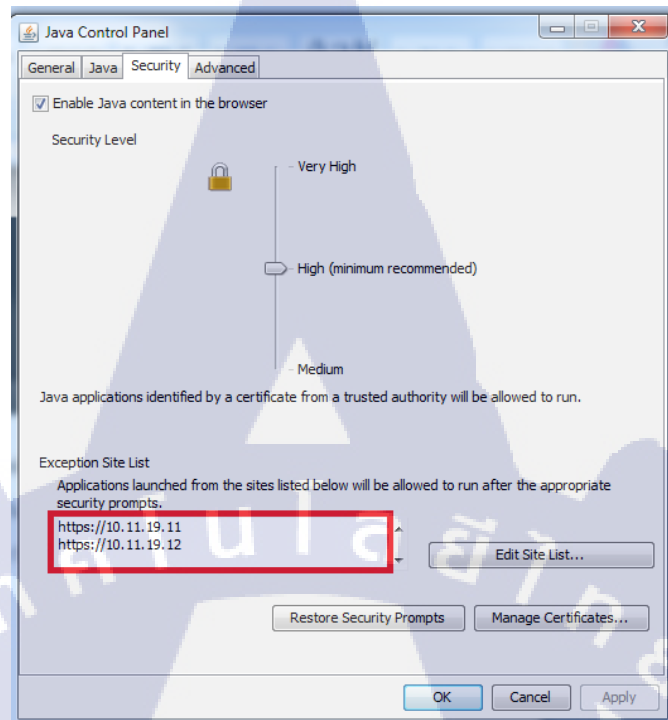 Java Control Panel
General Java Security Advanced
Enable Java content in the browser
Security Level
Very High
High (minimum recommended)
Medium
Java applications identified by a certificate from a trusted authority will be allowed to run.
Exception Site List
Applications launched from the sites listed below will be allowed to run after the appropriate
security prompts.
https://10.11.19.11
https://10.11.19.12
Edit Site List...
Restore Security Prompts Manage Certificates...
OK Cancel Apply